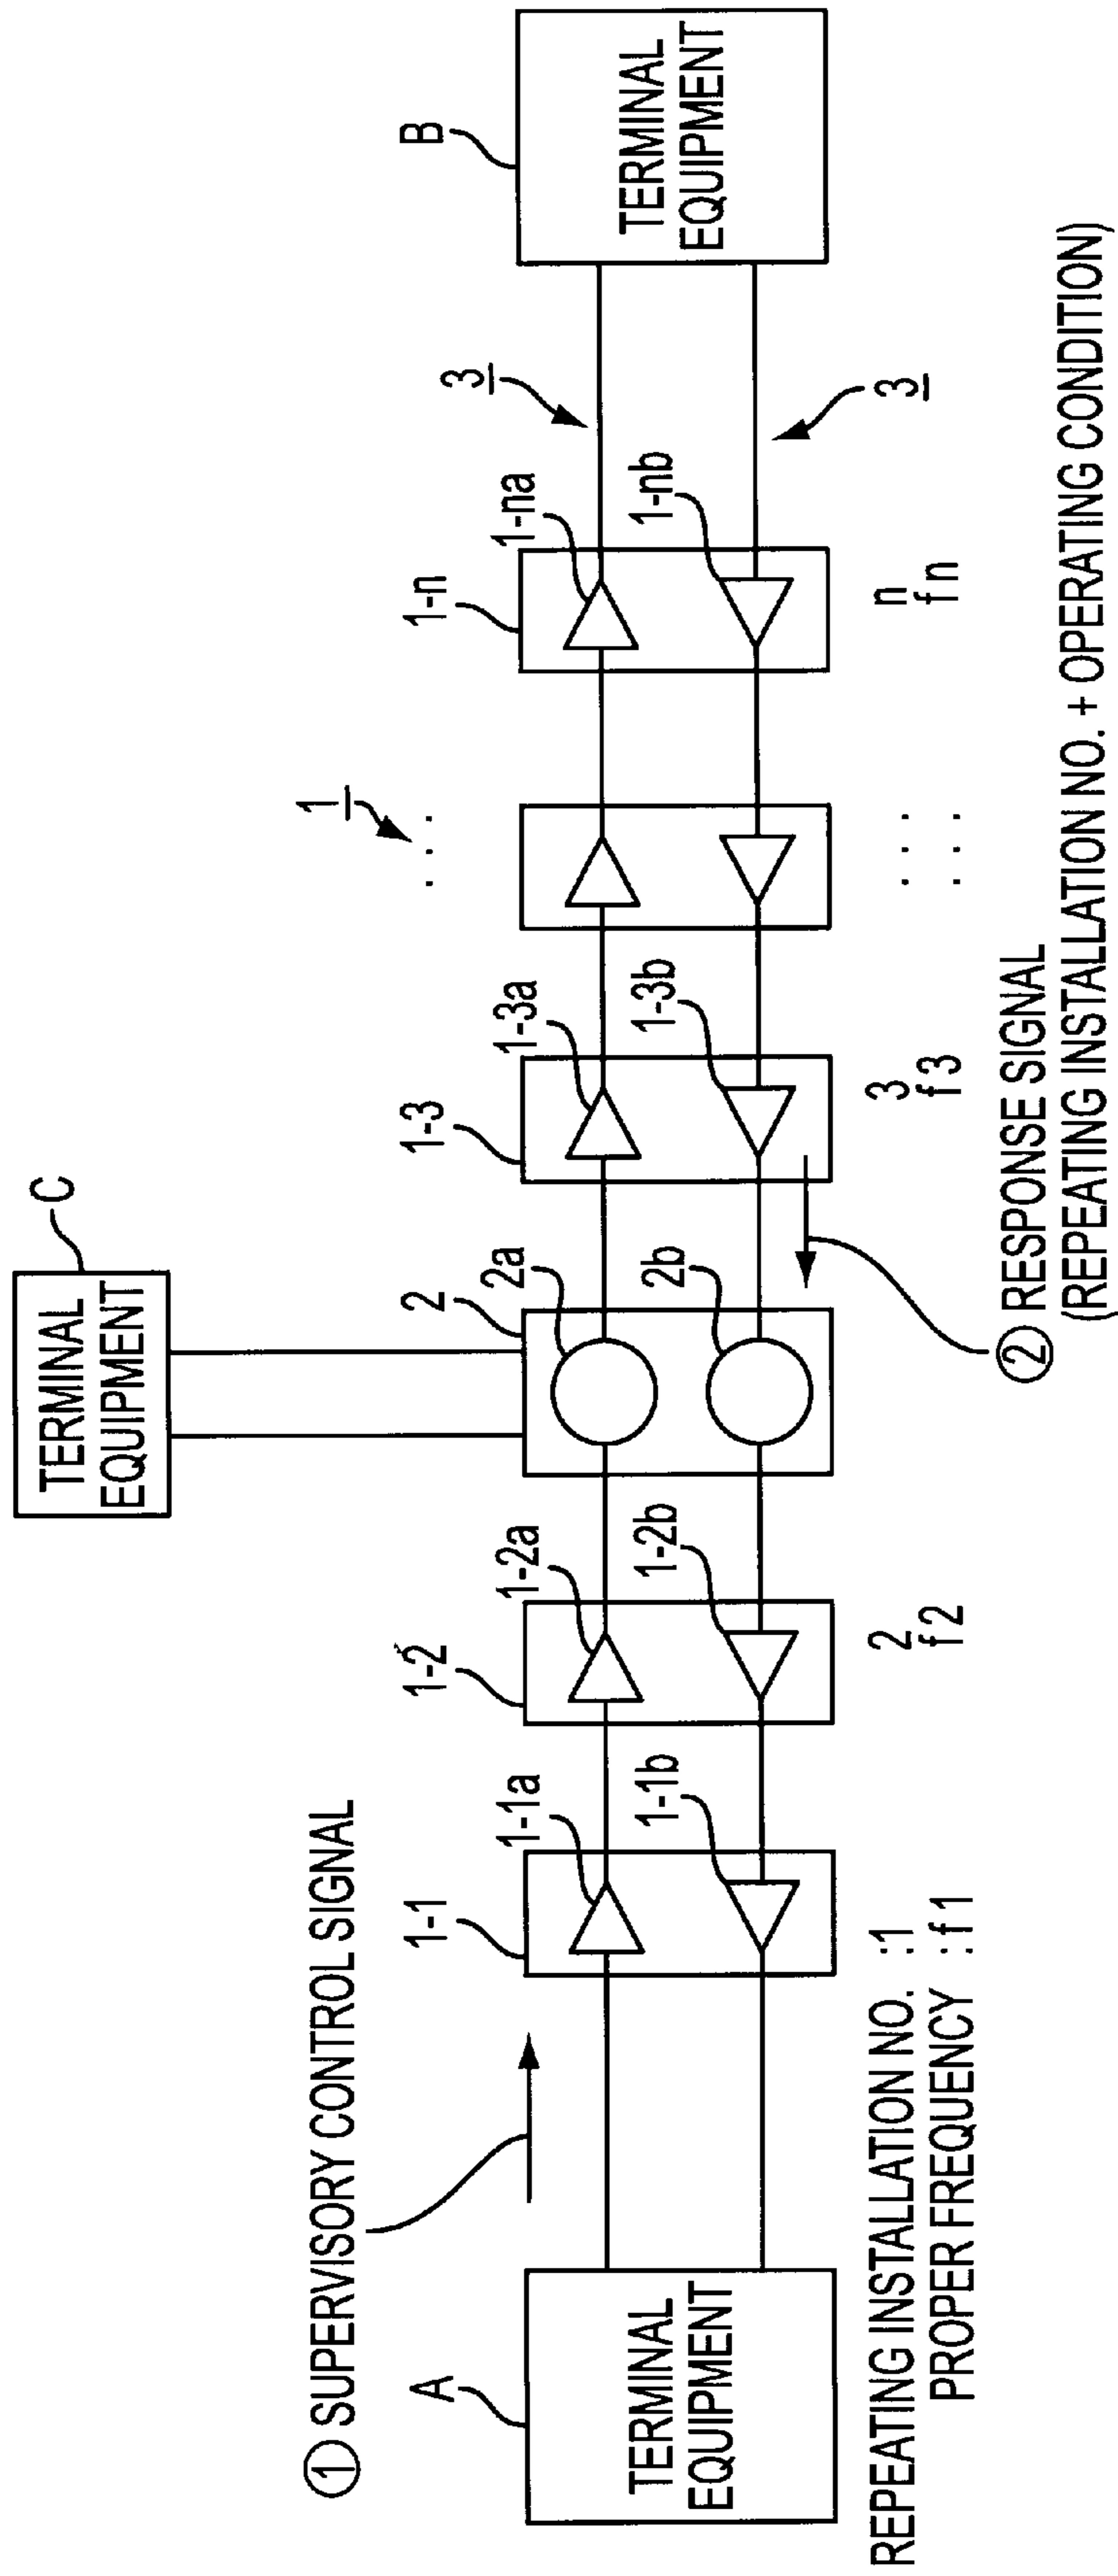 TERMINAL
EQUIPMENT
C
① SUPERVISORY CONTROL SIGNAL
1
. . .
A
1-1
1-1a
1-2
1-2a
2
2a
1-3
1-3a
1-n
1-na
3
B
TERMINAL
EQUIPMENT
1-1b
1-2b
2b
1-3b
1-nb
3
TERMINAL
EQUIPMENT
REPEATING INSTALLATION NO. :1
2
3
. . .
n
PROPER FREQUENCY :f1
f2
f3
. . .
fn
② RESPONSE SIGNAL
(REPEATING INSTALLATION NO. + OPERATING CONDITION)